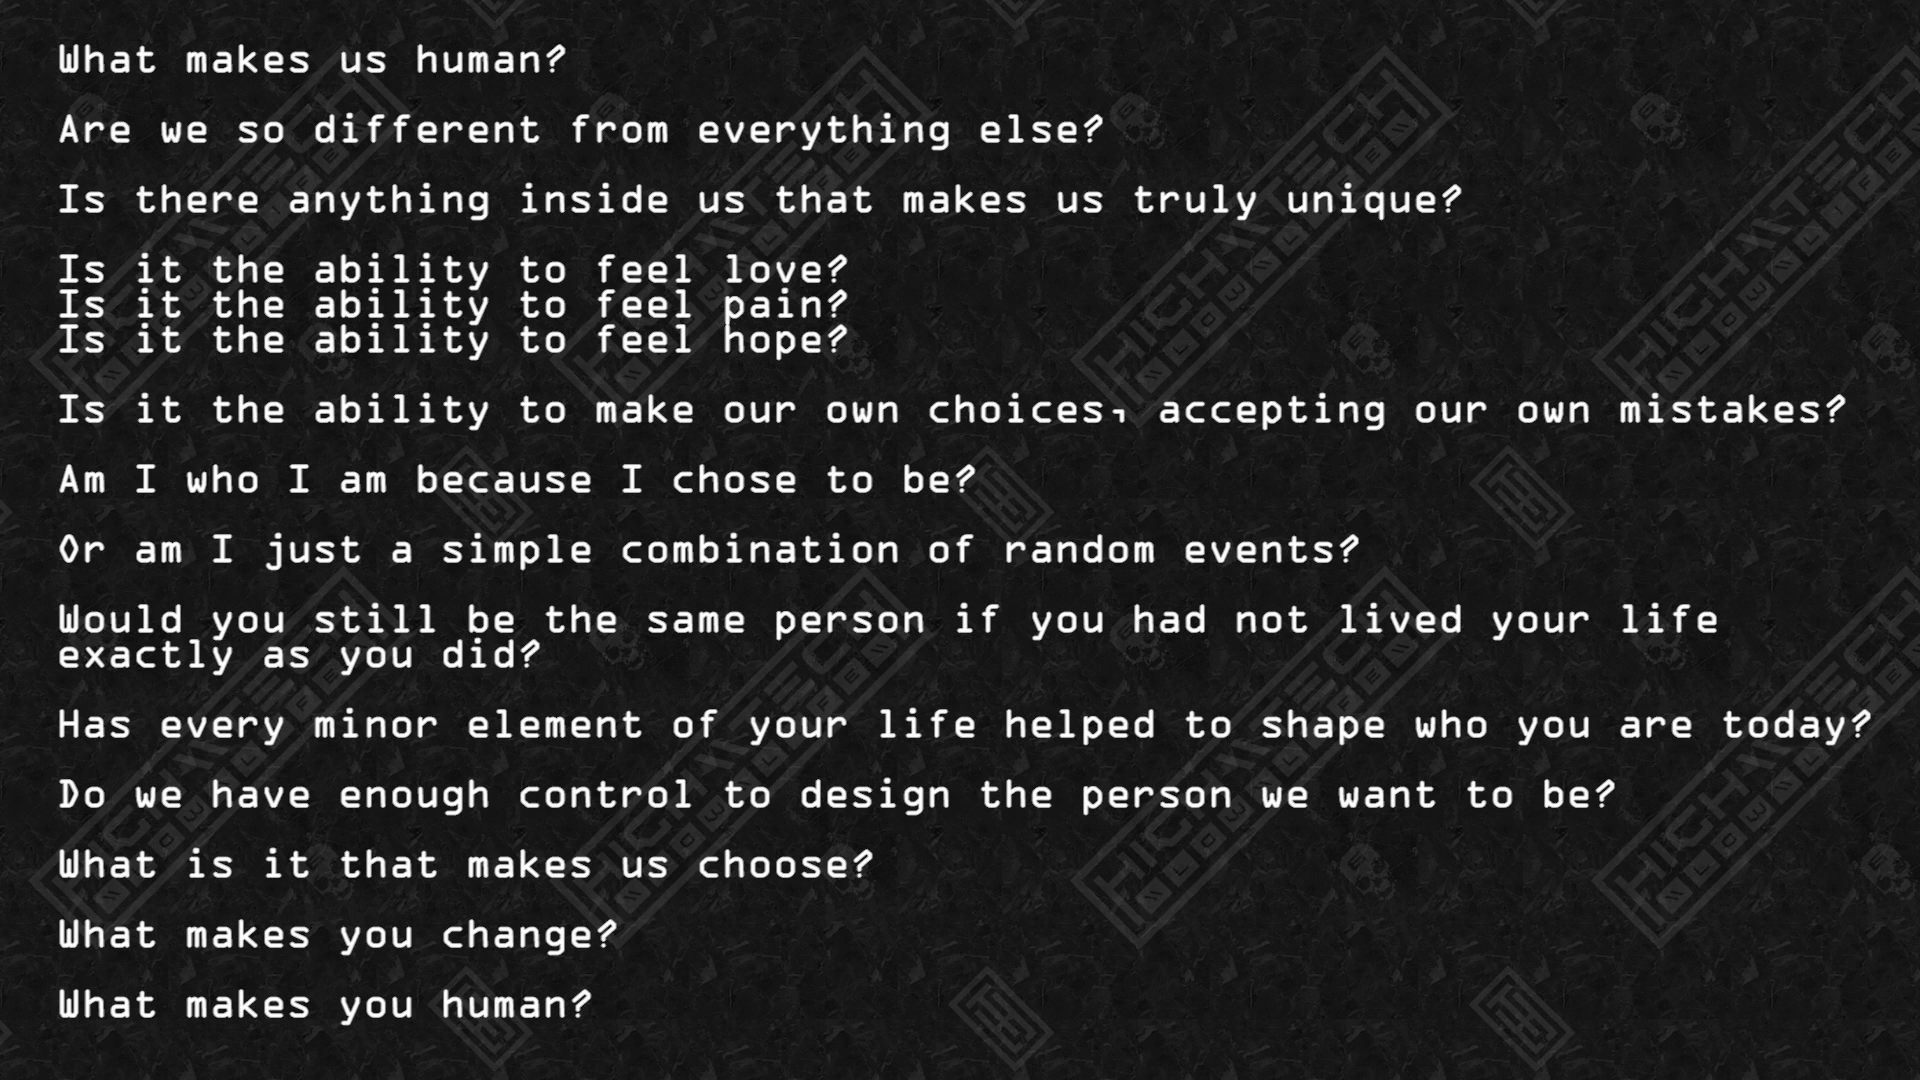 What makes us human?
Are we so different from everything else?
Is there anything inside us that makes us truly unique?
Is it the ability to feel love?
Is it the ability to feel pain?
Is it the ability to feel hope?
Is it the ability to make our own choices, accepting our own mistakes?
Am I who I am because I chose to be?
Or am I just a simple combination of random events?
Would you still be the same person if you had not lived your life
exactly as you did?
Has every minor element of your life helped to shape who you are today?
Do we have enough control to design the person we want to be?
What is it that makes us choose?
What makes you change?
What makes you human?